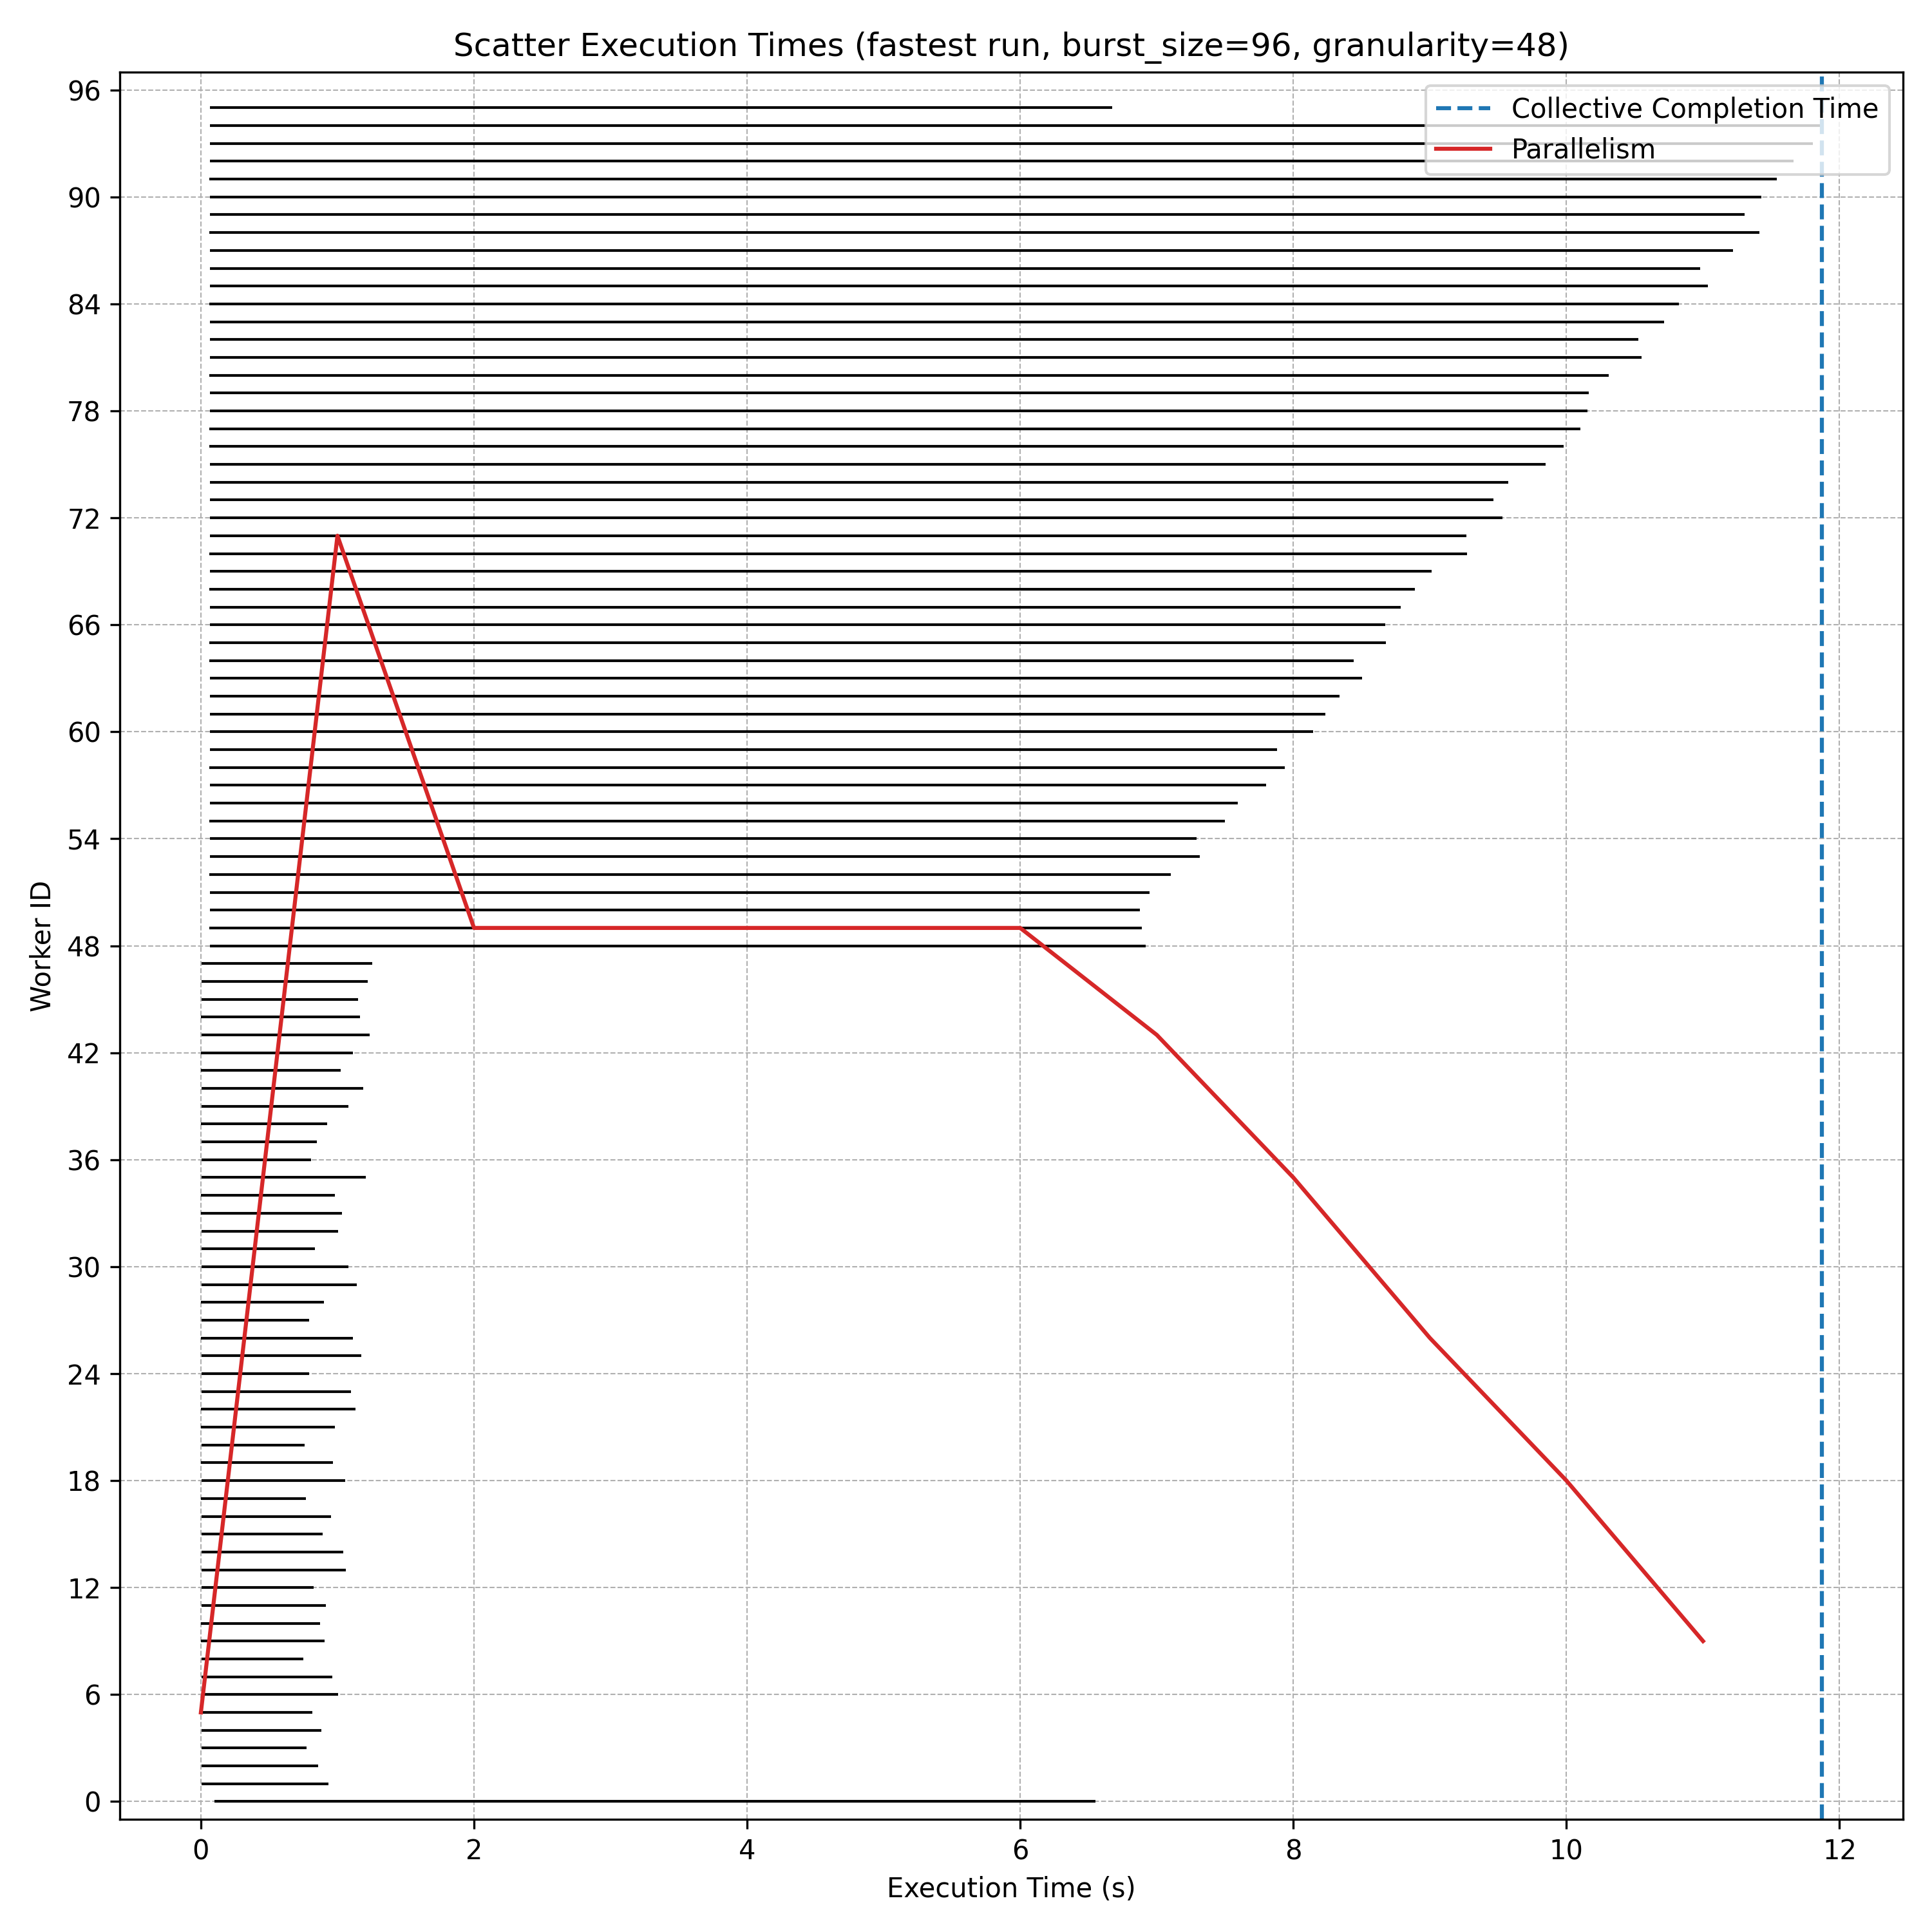 Scatter Execution Times (fastest run, burst_size=96, granularity=48)
Collective Completion Time
Parallelism
Worker ID
96
90
84
78
72
66
60
54
48
42
36
30
24
18
12
6
0
0 2 4 6 8 10 12
Execution Time (s)